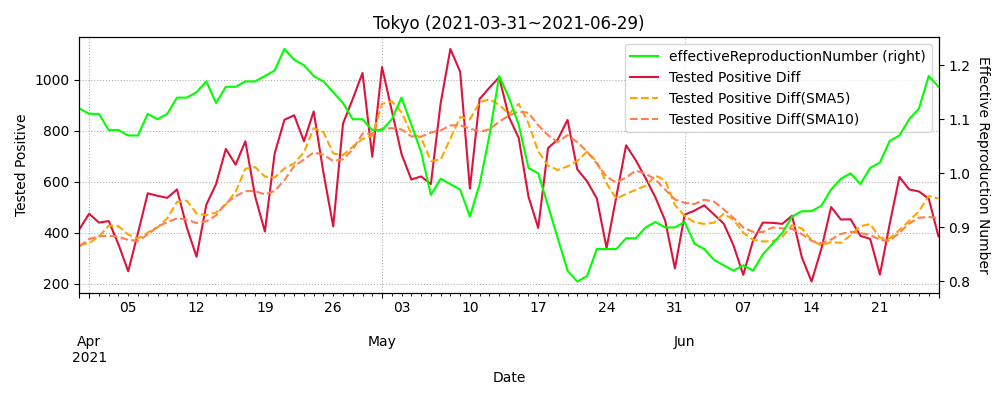 Tokyo (2021-03-31~2021-06-29)
effectiveReproductionNumber (right)
Tested Positive Diff
Tested Positive Diff(SMA5)
Tested Positive Diff(SMA10)
Tested Positive
1000
800
600
400
200
Effective Reproduction Number
1.2
1.1
1.0
0.9
0.8
05 12 19 26 03 10 17 24 31 07 14 21
Apr May Jun
2021
Date